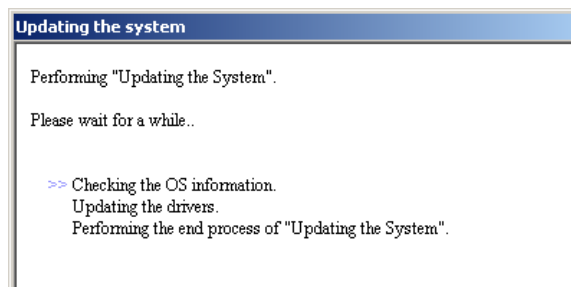 Updating the system
Performing "Updating the System".
Please wait for a while..
>> Checking the OS information.
Updating the drivers.
Performing the end process of "Updating the System".